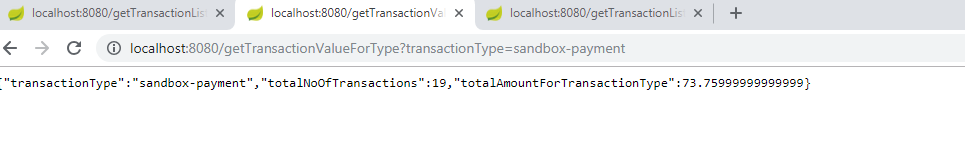 localhost:8080/getTransactionList
localhost:8080/getTransactionVal
localhost:8080/getTransactionList
localhost:8080/getTransactionValueForType?transactionType=sandbox-payment
{"transactionType":"sandbox-payment","totalNoOfTransactions":19,"totalAmountForTransactionType":73.75999999999999}